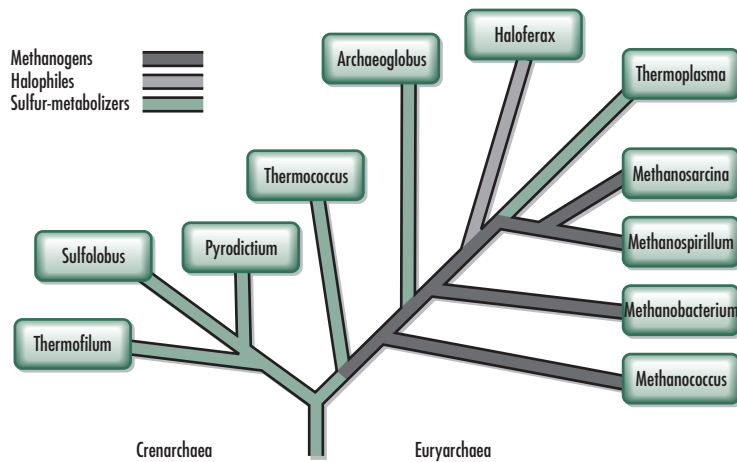 Methanogens
Halophiles
Sulfur-metabolizers
Haloferax
Archaeoglobus
Thermoplasma
Thermococcus
Methanosarcina
Pyrodictium
Sulfolobus
Methanospirillum
Methanobacterium
Thermofilum
Methanococcus
Crenarchaea
Euryarchaea